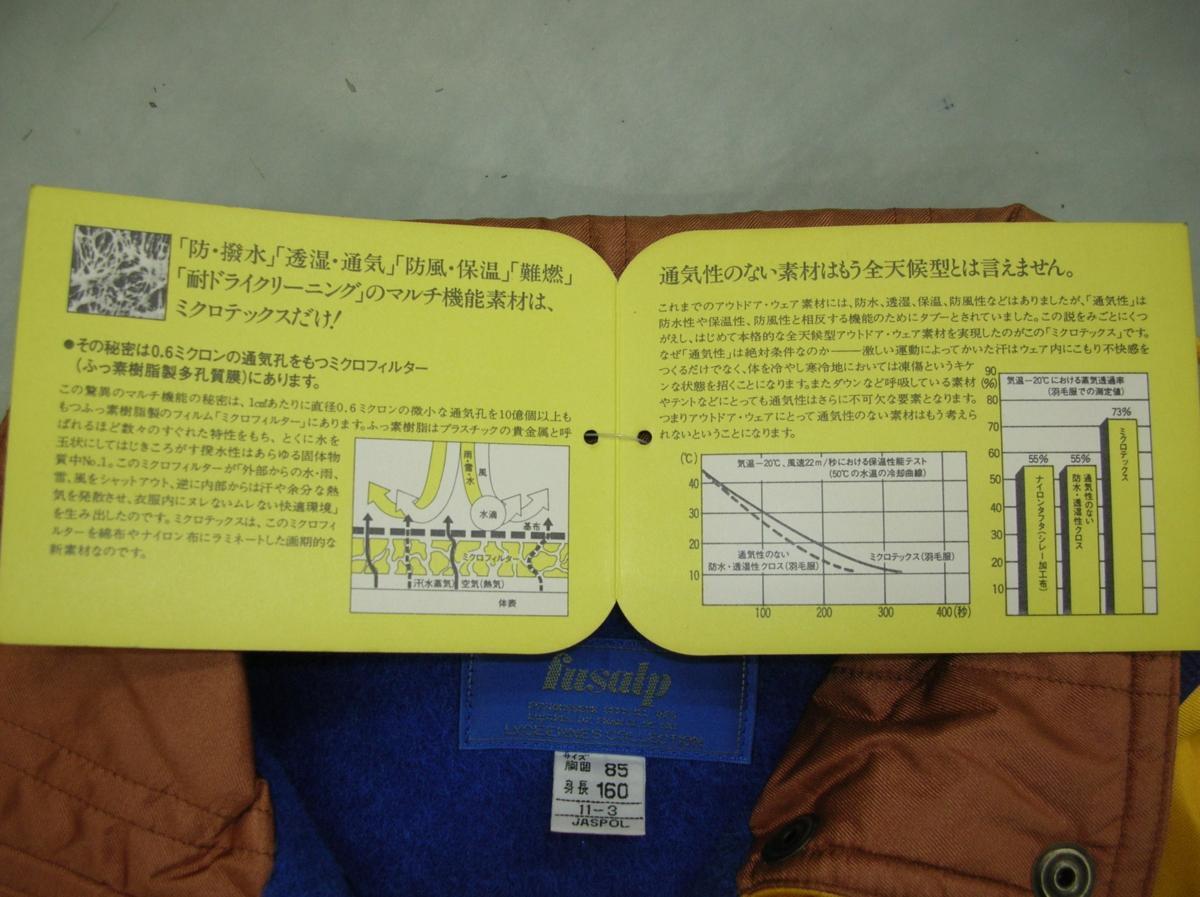 「防・撥水」「透湿・通気」「防風・保温」「難燃」
「耐ドライクリーニング」のマルチ機能素材は、
ミクロテックスだけ!
●その秘密は0.6ミクロンの通気孔をもつミクロフィルター
(ふっ素樹脂製多孔質膜)にあります。
この驚異のマルチ機能の秘密は、1c㎡あたりに直径0.6ミクロンの微小な通気孔を10億個以上も
もつふっ素樹脂製のフィルム「ミクロフィルター」にあります。ふっ素樹脂はプラスチックの貴金属と呼
ばれるほど数々のすぐれた特性をもち、とくに水を
玉状にしてはじきころがす撥水性はあらゆる固体物
質中No.1。このミクロフィルターが「外部からの水・雨、
雪、風をシャットアウト、逆に内部からは汗や余分な熱
気を発散させ、衣服内にヌレないムレない快適環境」
を生み出したのです。ミクロテックスは、このミクロフィ
ルターを綿布やナイロン布にラミネートした画期的な
新素材なのです。
雨・雪・水
風
水滴
基布
ミクロフィルター
汗(水蒸気)
空気(熱気)
体表
通気性のない素材はもう全天候型とは言えません。
これまでのアウトドア・ウェア素材には、防水、透湿、保温、防風性などはありましたが、「通気性」は
防水性や保温性、防風性と相反する機能のためにタブーとされていました。この説をみごとにくつ
がえし、はじめて本格的な全天候型アウトドア・ウェア素材を実現したのがこの「ミクロテックス」です。
なぜ「通気性」は絶対条件なのか――激しい運動によってかいた汗はウェア内にこもり不快感を
つくるだけでなく、体を冷やし寒冷地においては凍傷というキケ
ンな状態を招くことになります。またダウンなど呼吸している素材
やテントなどにとっても通気性はさらに不可欠な要素となります。
つまりアウトドア・ウェアにとって通気性のない素材はもう考えら
れないということになります。
(℃)
気温-20℃、風速22m/秒における保温性能テスト
(50℃の水温の冷却曲線)
40
30
20
10
通気性のない
防水・透湿性クロス(羽毛服)
ミクロテックス(羽毛服)
100
200
300
400(秒)
90
(%)
気温-20℃における蒸気透過率
(羽毛服での測定値)
80
70
60
50
40
30
20
10
55%
55%
73%
ナイロンタフタ(シレー加工布)
通気性のない
防水・透湿性クロス
ミクロテックス
fusalp
COLLECTION
サイズ
胸囲 85
身長 160
11-3
JASPOL